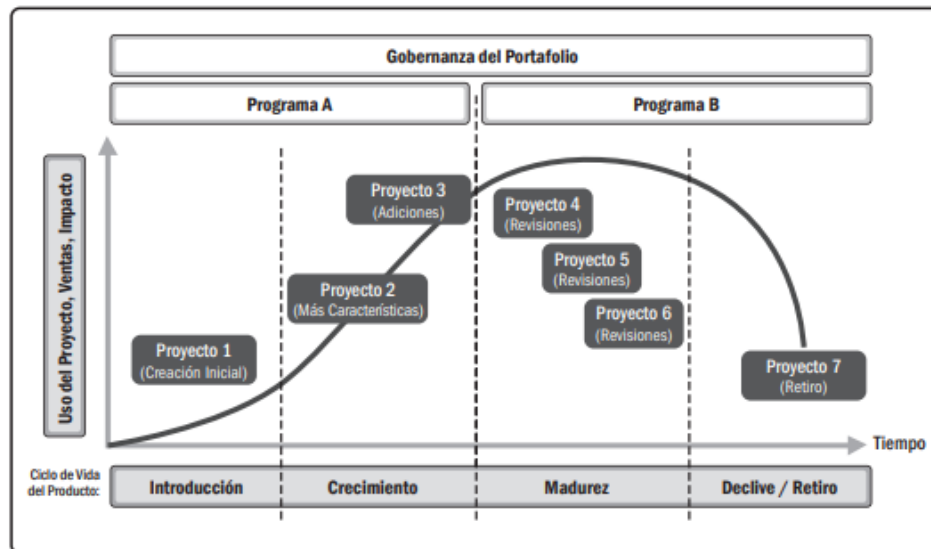 Gobernanza del Portafolio
Programa A
Programa B
Uso del Proyecto, Ventas, Impacto
Proyecto 3
(Adiciones)
Proyecto 4
(Revisiones)
Proyecto 5
(Revisiones)
Proyecto 2
(Más Características)
Proyecto 6
(Revisiones)
Proyecto 1
(Creación Inicial)
Proyecto 7
(Retiro)
Tiempo
Ciclo de Vida
del Producto:
Introducción
Crecimiento
Madurez
Declive / Retiro